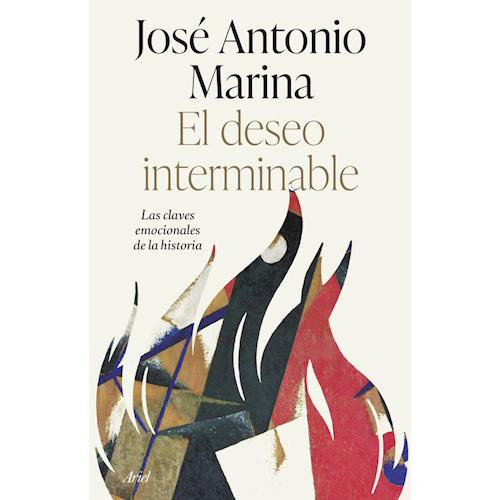 José Antonio
Marina
El deseo
interminable
Las claves
emocionales
de la historia
Ariel